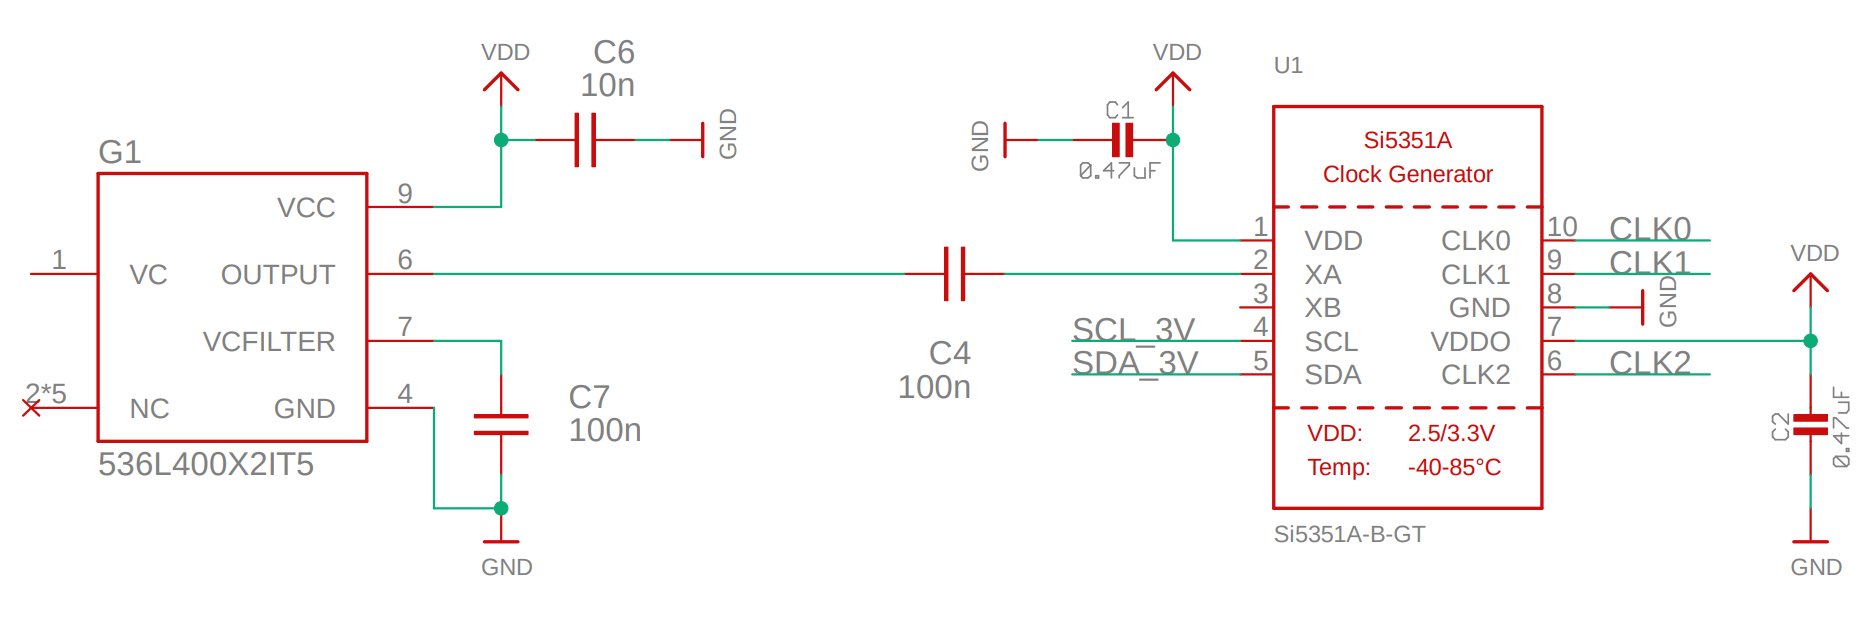 VDD
C6
10n
GND
G1
VCC
9
1
VC
OUTPUT
6
VCFILTER
7
2*5
NC
GND
4
536L400X2IT5
C7
100n
GND
C4
100n
VDD
C1
GND
0.47uF
U1
Si5351A
Clock Generator
1 VDD CLK0 10 CLK0
2 XA CLK1 9 CLK1
3 XB GND 8 GND
SCL_3V 4 SCL VDDO 7
SDA_3V 5 SDA CLK2 6 CLK2
VDD: 2.5/3.3V
Temp: -40-85°C
Si5351A-B-GT
VDD
C2
0.47uF
GND